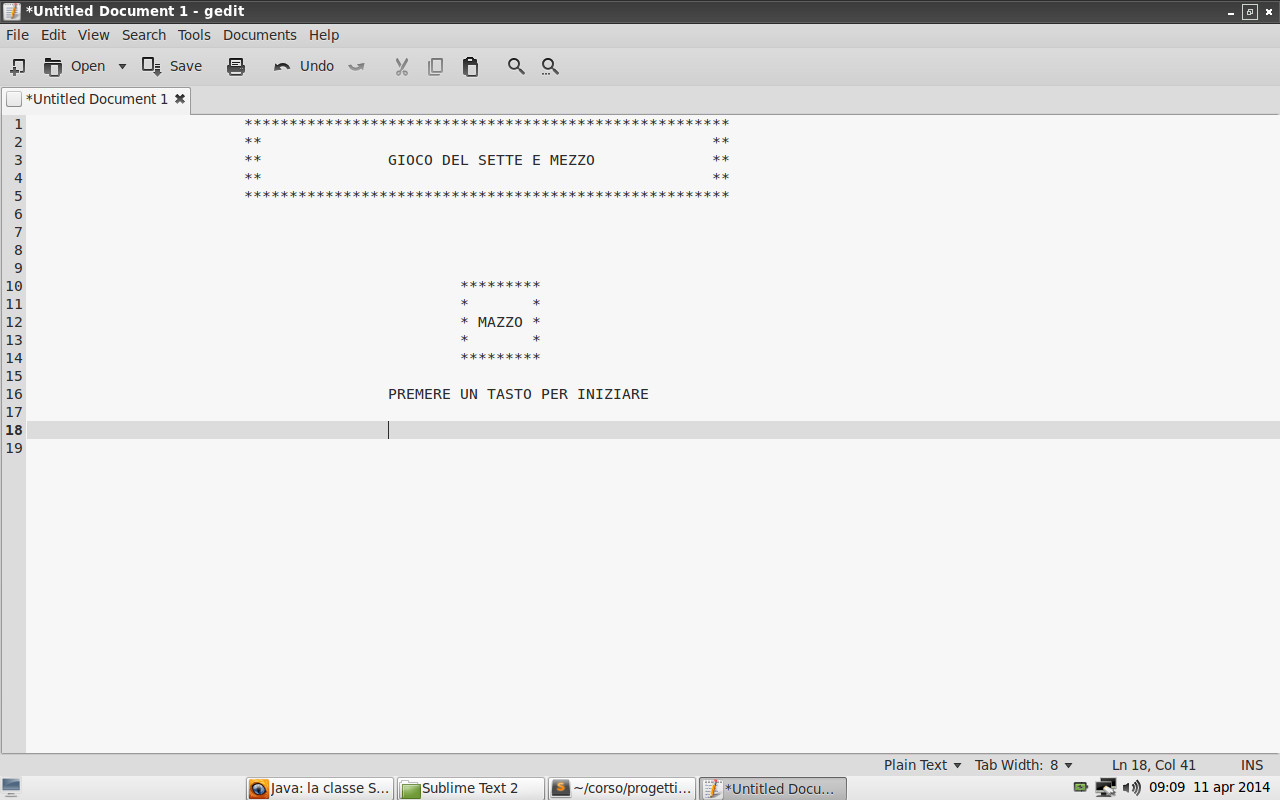 *Untitled Document 1 - gedit
File Edit View Search Tools Documents Help
Open Save Undo
*Untitled Document 1
1 ******************************************************
2 ** **
3 ** GIOCO DEL SETTE E MEZZO **
4 ** **
5 ******************************************************
6
7
8
9
10 *********
11 * *
12 * MAZZO *
13 * *
14 *********
15
16 PREMERE UN TASTO PER INIZIARE
17
18
19
Plain Text Tab Width: 8 Ln 18, Col 41 INS
Java: la classe S... Sublime Text 2 ~/corso/progetti... *Untitled Docu... 09:09 11 apr 2014